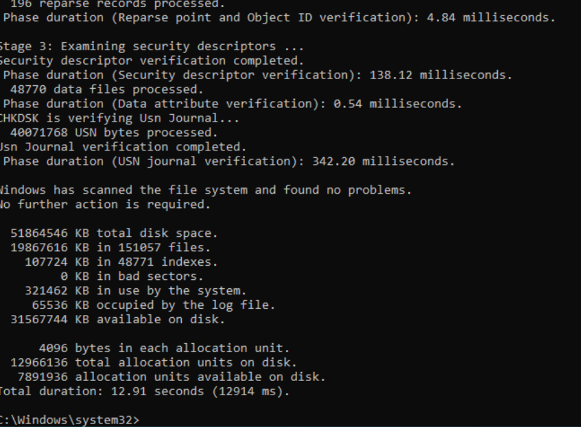 196 reparse records processed.
Phase duration (Reparse point and Object ID verification): 4.84 milliseconds.
Stage 3: Examining security descriptors ...
Security descriptor verification completed.
Phase duration (Security descriptor verification): 138.12 milliseconds.
48770 data files processed.
Phase duration (Data attribute verification): 0.54 milliseconds.
CHKDSK is verifying Usn Journal...
40071768 USN bytes processed.
Usn Journal verification completed.
Phase duration (USN journal verification): 342.20 milliseconds.
Windows has scanned the file system and found no problems.
No further action is required.
51864546 KB total disk space.
19867616 KB in 151057 files.
107724 KB in 48771 indexes.
0 KB in bad sectors.
321462 KB in use by the system.
65536 KB occupied by the log file.
31567744 KB available on disk.
4096 bytes in each allocation unit.
12966136 total allocation units on disk.
7891936 allocation units available on disk.
Total duration: 12.91 seconds (12914 ms).
C:\Windows\system32>